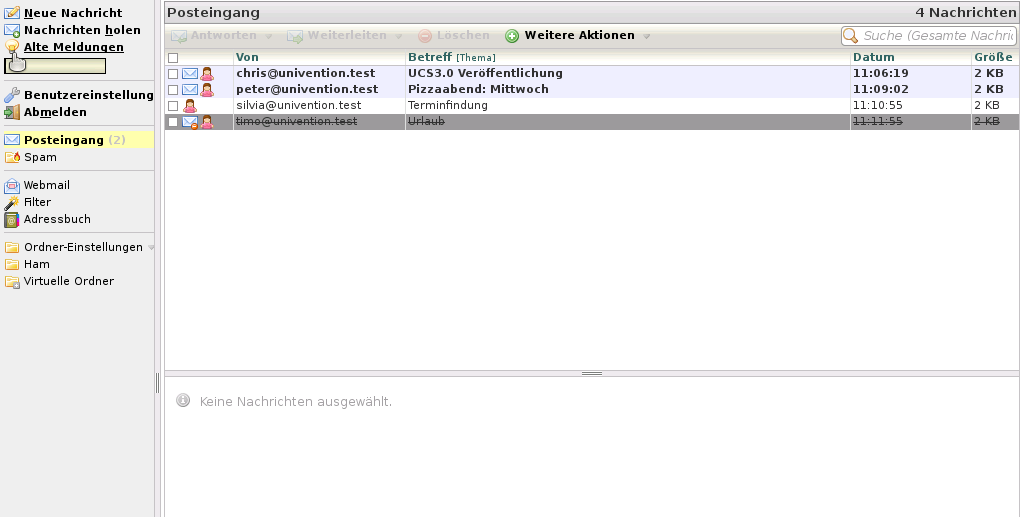 Neue Nachricht
Nachrichten holen
Alte Meldungen
Benutzereinstellung
Abmelden
Posteingang (2)
Spam
Webmail
Filter
Adressbuch
Ordner-Einstellungen
Ham
Virtuelle Ordner
Posteingang 4 Nachrichten
Antworten Weiterleiten Löschen Weitere Aktionen Suche (Gesamte Nachri
Von Betreff [Thema] Datum Größe
chris@univention.test UCS3.0 Veröffentlichung 11:06:19 2 KB
peter@univention.test Pizzaabend: Mittwoch 11:09:02 2 KB
silvia@univention.test Terminfindung 11:10:55 2 KB
timo@univention.test Urlaub 11:11:55 2 KB
Keine Nachrichten ausgewählt.